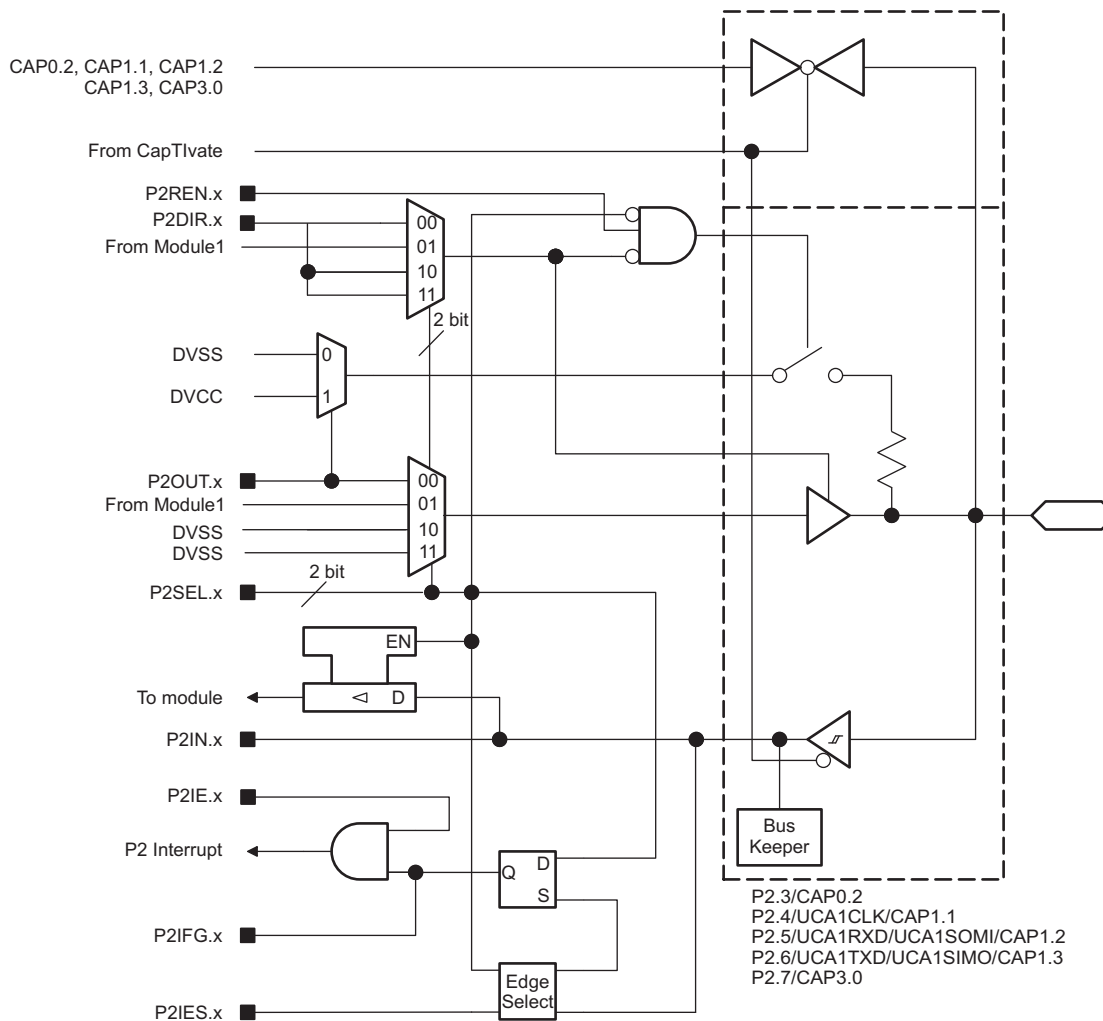 CAP0.2, CAP1.1, CAP1.2
CAP1.3, CAP3.0
From CapTIvate
P2REN.x
P2DIR.x
From Module1
00
01
10
11
2 bit
DVSS
DVCC
0
1
P2OUT.x
From Module1
DVSS
DVSS
00
01
10
11
P2SEL.x
2 bit
EN
To module
D
P2IN.x
P2IE.x
P2 Interrupt
Q
D
S
Bus
Keeper
P2IFG.x
P2IES.x
Edge
Select
P2.3/CAP0.2
P2.4/UCA1CLK/CAP1.1
P2.5/UCA1RXD/UCA1SOMI/CAP1.2
P2.6/UCA1TXD/UCA1SIMO/CAP1.3
P2.7/CAP3.0